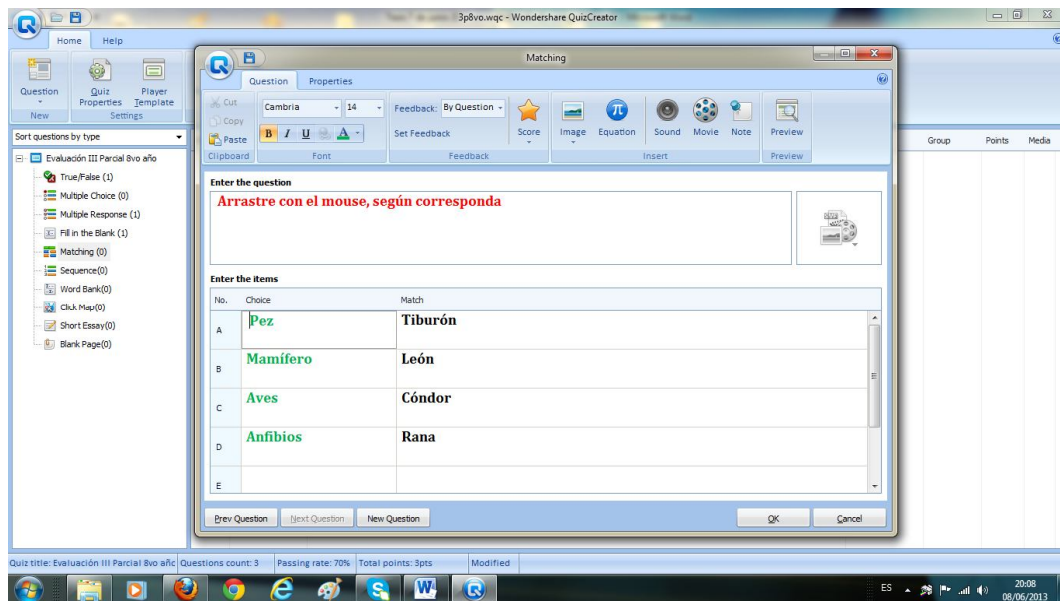 3p8vo.wqc - Wondershare QuizCreator
Home Help
Question
Quiz Properties
Player Template
New
Settings
Sort questions by type
Evaluación III Parcial 8vo año
True/False (1)
Multiple Choice (0)
Multiple Response (1)
Fill in the Blank (1)
Matching (0)
Sequence(0)
Word Bank(0)
Click Map(0)
Short Essay(0)
Blank Page(0)
Group Points Media
Matching
Question Properties
Cut
Copy
Paste
Clipboard
Cambria 14
B I U A
Font
Feedback: By Question
Set Feedback
Score
Feedback
Image Equation Sound Movie Note
Insert
Preview
Preview
Enter the question
Arrastre con el mouse, según corresponda
Enter the items
No. Choice Match
A Pez Tiburón
B Mamífero León
C Aves Cóndor
D Anfibios Rana
E
Prev Question Next Question New Question OK Cancel
Quiz title: Evaluación III Parcial 8vo añc Questions count: 3 Passing rate: 70% Total points: 3pts Modified
ES
20:08
08/06/2013